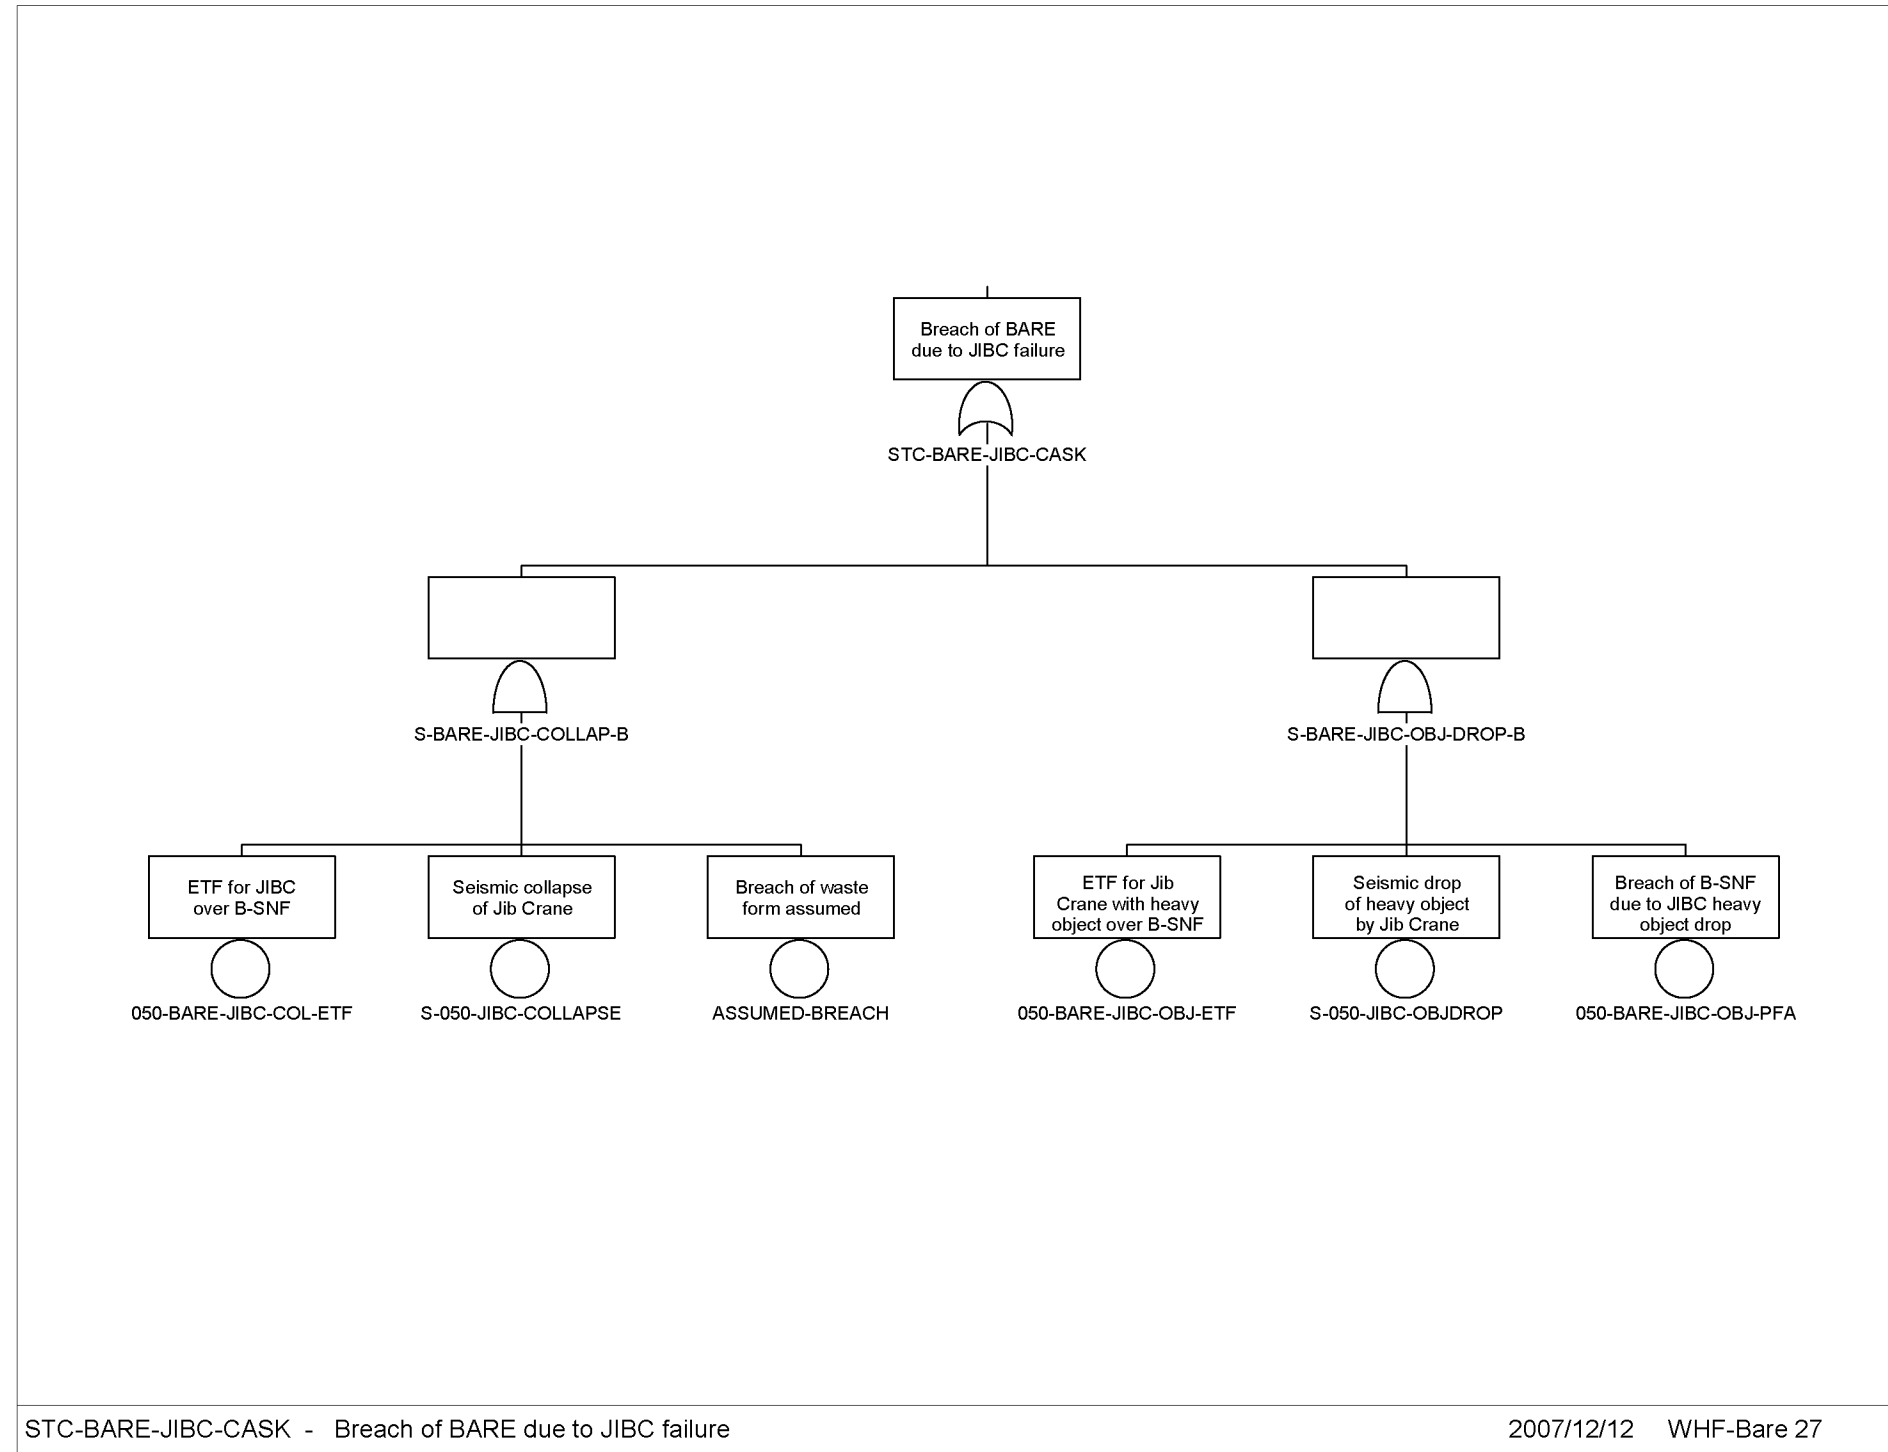 Breach of BARE
due to JIBC failure
STC-BARE-JIBC-CASK
S-BARE-JIBC-COLLAP-B
S-BARE-JIBC-OBJ-DROP-B
ETF for JIBC
over B-SNF
050-BARE-JIBC-COL-ETF
Seismic collapse
of Jib Crane
S-050-JIBC-COLLAPSE
Breach of waste
form assumed
ASSUMED-BREACH
ETF for Jib
Crane with heavy
object over B-SNF
050-BARE-JIBC-OBJ-ETF
Seismic drop
of heavy object
by Jib Crane
S-050-JIBC-OBJDROP
Breach of B-SNF
due to JIBC heavy
object drop
050-BARE-JIBC-OBJ-PFA
STC-BARE-JIBC-CASK - Breach of BARE due to JIBC failure
2007/12/12 WHF-Bare 27